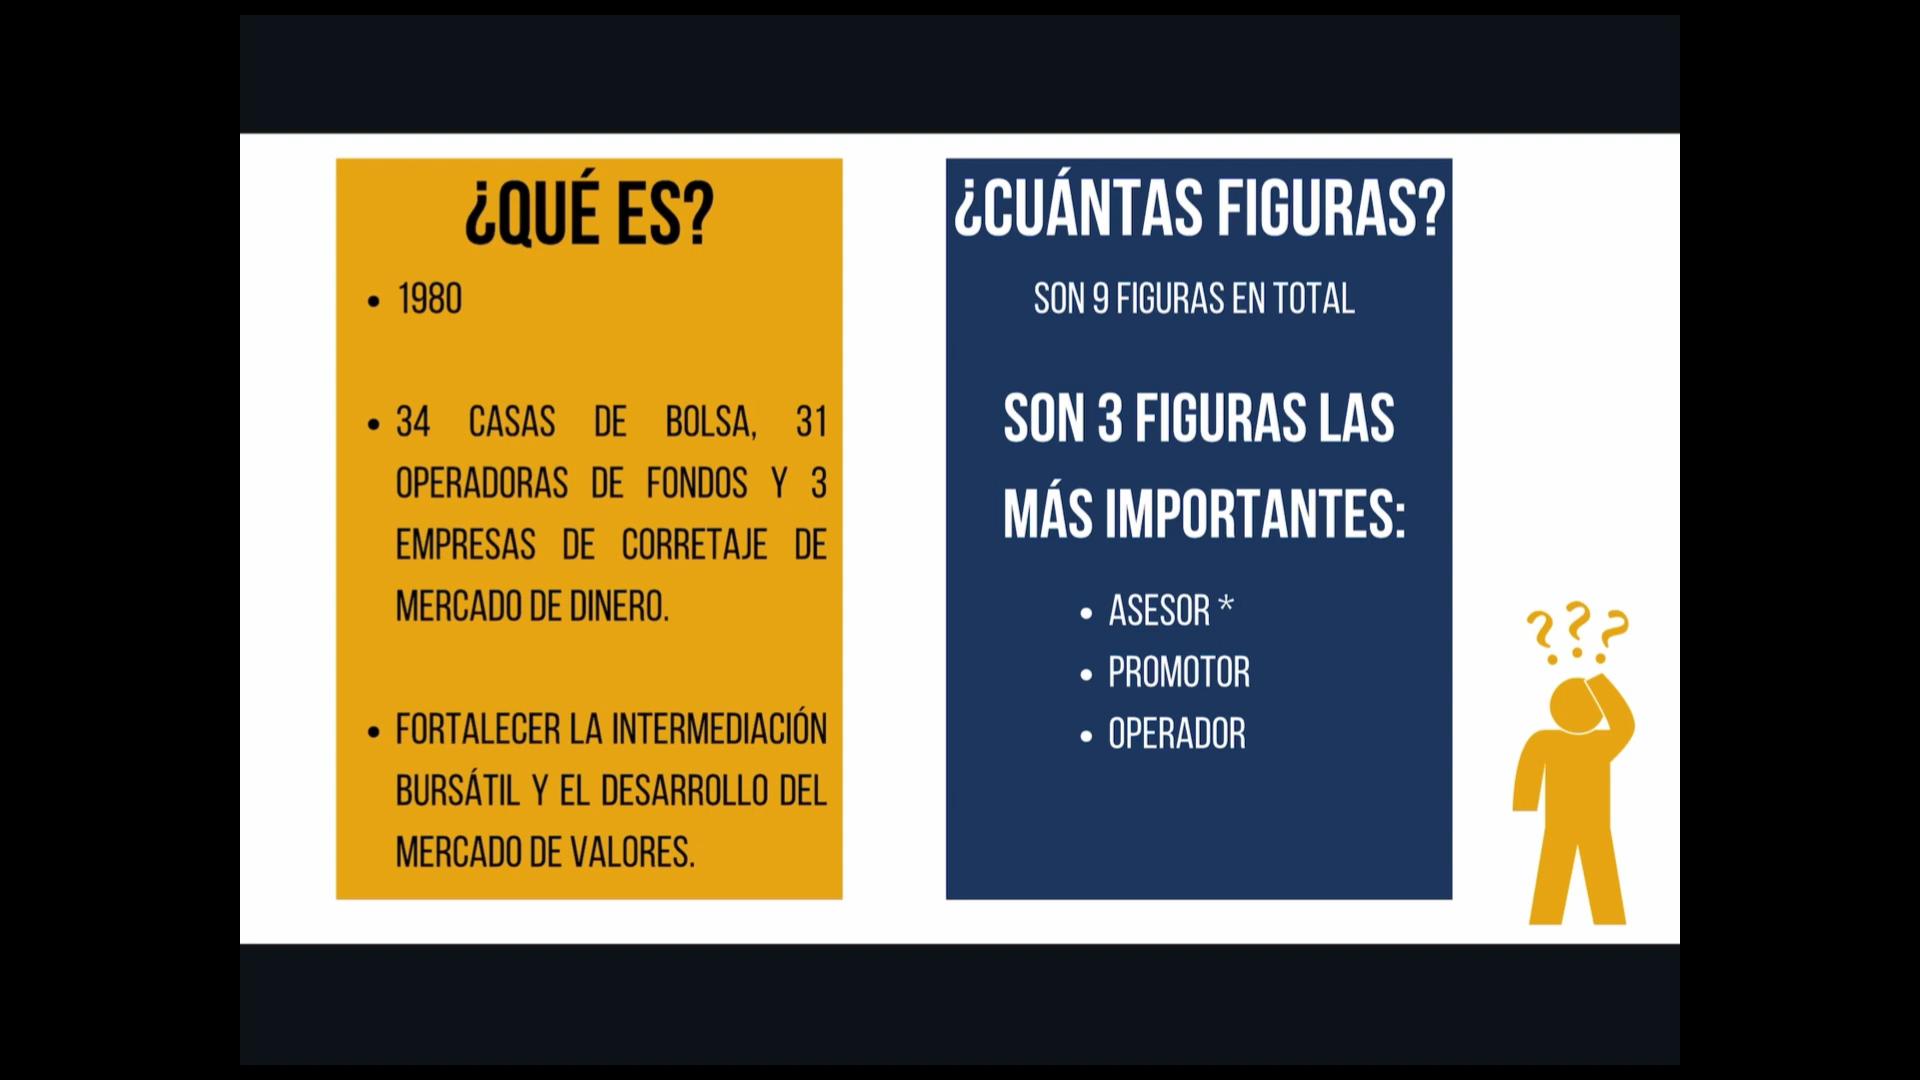 ¿QUÉ ES?
• 1980
• 34 CASAS DE BOLSA, 31
OPERADORAS DE FONDOS Y 3
EMPRESAS DE CORRETAJE DE
MERCADO DE DINERO.
• FORTALECER LA INTERMEDIACIÓN
BURSÁTIL Y EL DESARROLLO DEL
MERCADO DE VALORES.
¿CUÁNTAS FIGURAS?
SON 9 FIGURAS EN TOTAL
SON 3 FIGURAS LAS
MÁS IMPORTANTES:
• ASESOR *
• PROMOTOR
• OPERADOR
???